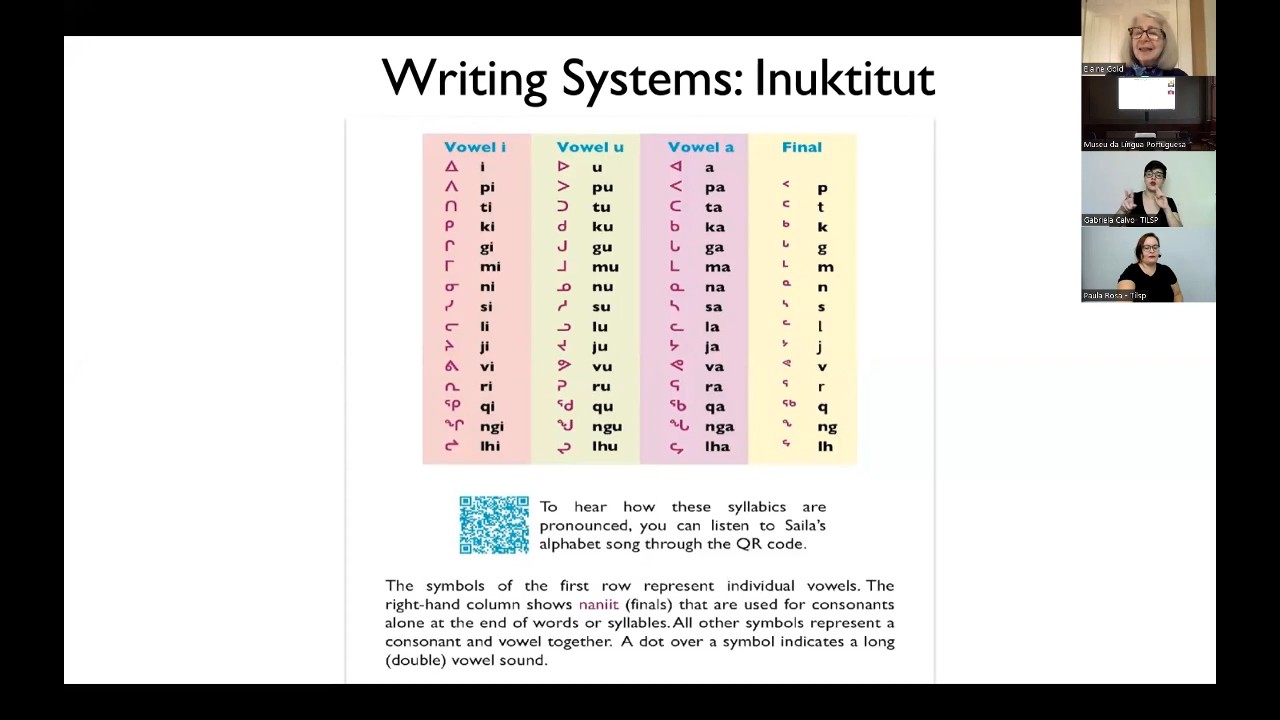 Writing Systems: Inuktitut
Vowel i Vowel u Vowel a Final
ᐃ i ᐅ u ᐊ a
ᐱ pi ᐳ pu ᐸ pa ᑉ p
ᑎ ti ᑐ tu ᑕ ta ᑦ t
ᑭ ki ᑯ ku ᑲ ka ᒃ k
ᒋ gi ᒍ gu ᒐ ga ᒡ g
ᒥ mi ᒧ mu ᒪ ma ᒻ m
ᓂ ni ᓄ nu ᓇ na ᓐ n
ᓯ si ᓱ su ᓴ sa ᔅ s
ᓕ li ᓗ lu ᓚ la ᓪ l
ᔨ ji ᔪ ju ᔭ ja ᔾ j
ᕕ vi ᕗ vu ᕙ va ᕝ v
ᕆ ri ᕈ ru ᕋ ra ᕐ r
ᕿ qi ᖁ qu ᖃ qa ᖅ q
ᖏ ngi ᖑ ngu ᖓ nga ᖕ ng
ᖠ lhi ᖢ lhu ᖤ lha ᖦ lh
To hear how these syllabics are
pronounced, you can listen to Saila's
alphabet song through the QR code.
The symbols of the first row represent individual vowels. The
right-hand column shows naniit (finals) that are used for consonants
alone at the end of words or syllables. All other symbols represent a
consonant and vowel together. A dot over a symbol indicates a long
(double) vowel sound.
Elaine Gold
Museu da Língua Portuguesa
Gabriela Calvo- TILSP
Paula Rosa - Tilsp